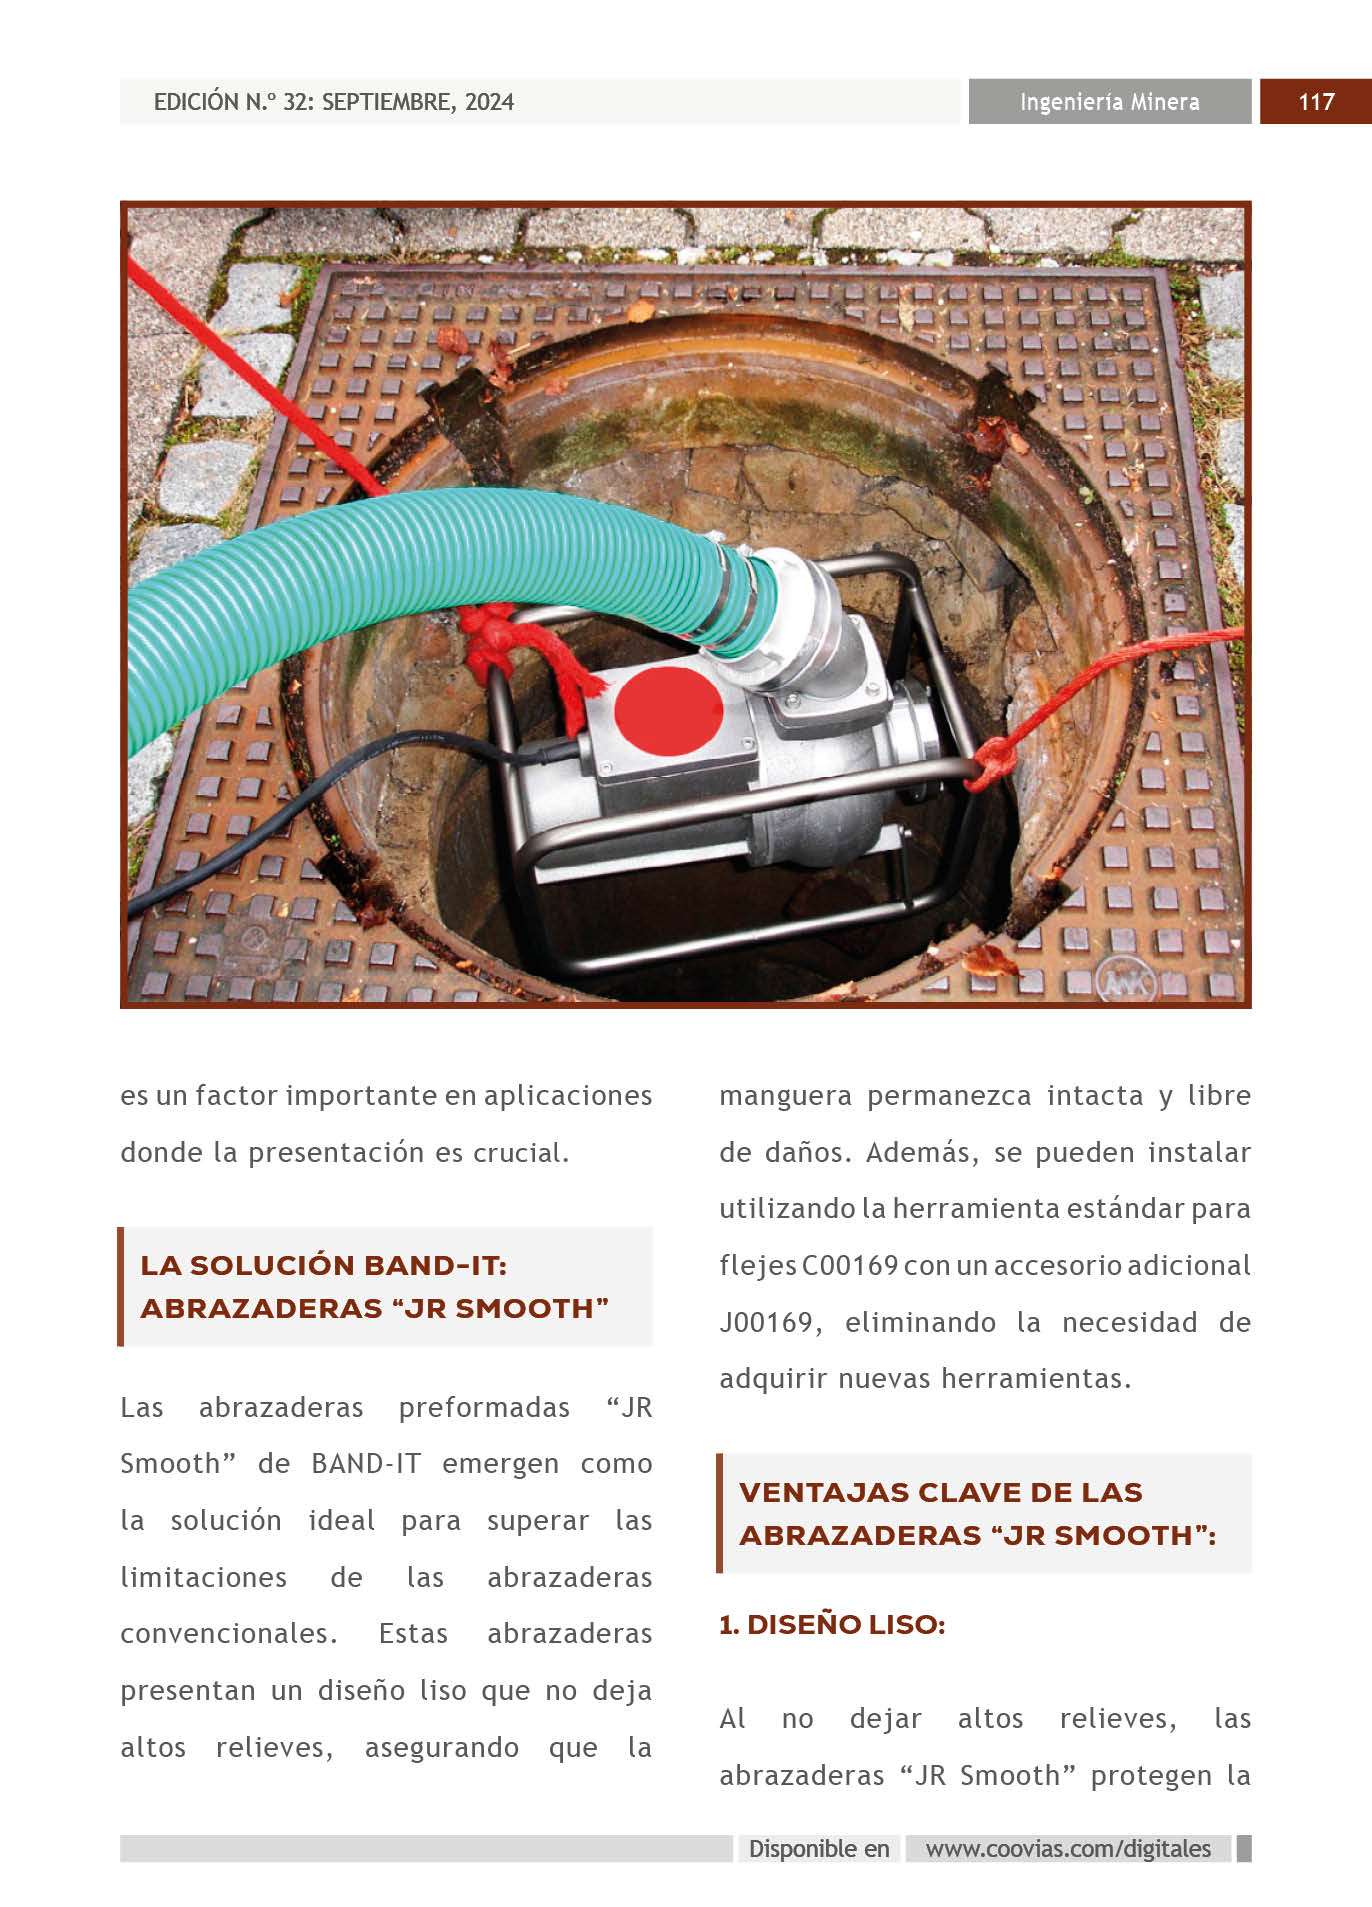 EDICIÓN N.º 32: SEPTIEMBRE, 2024
Ingeniería Minera
117
es un factor importante en aplicaciones
donde la presentación es crucial.
LA SOLUCIÓN BAND-IT:
ABRAZADERAS “JR SMOOTH”
Las abrazaderas preformadas “JR
Smooth” de BAND-IT emergen como
la solución ideal para superar las
limitaciones de las abrazaderas
convencionales. Estas abrazaderas
presentan un diseño liso que no deja
altos relieves, asegurando que la
manguera permanezca intacta y libre
de daños. Además, se pueden instalar
utilizando la herramienta estándar para
flejes C00169 con un accesorio adicional
J00169, eliminando la necesidad de
adquirir nuevas herramientas.
VENTAJAS CLAVE DE LAS
ABRAZADERAS “JR SMOOTH”:
1. DISEÑO LISO:
Al no dejar altos relieves, las
abrazaderas “JR Smooth” protegen la
Disponible en
www.coovias.com/digitales